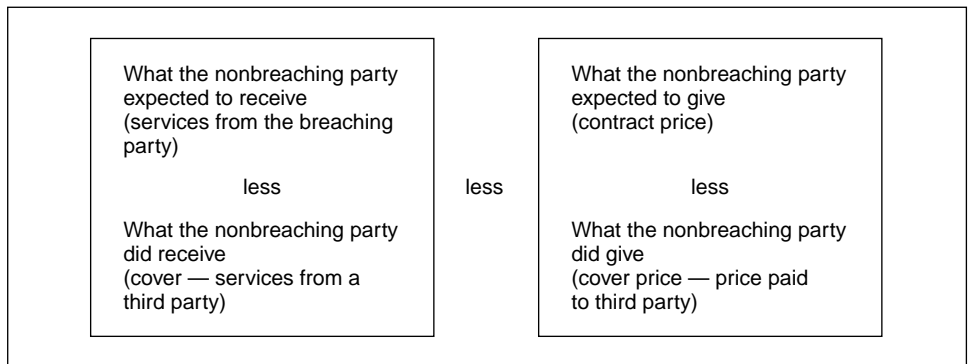 What the nonbreaching party
expected to receive
(services from the breaching
party)
less
What the nonbreaching party
did receive
(cover — services from a
third party)
less
What the nonbreaching party
expected to give
(contract price)
less
What the nonbreaching party
did give
(cover price — price paid
to third party)